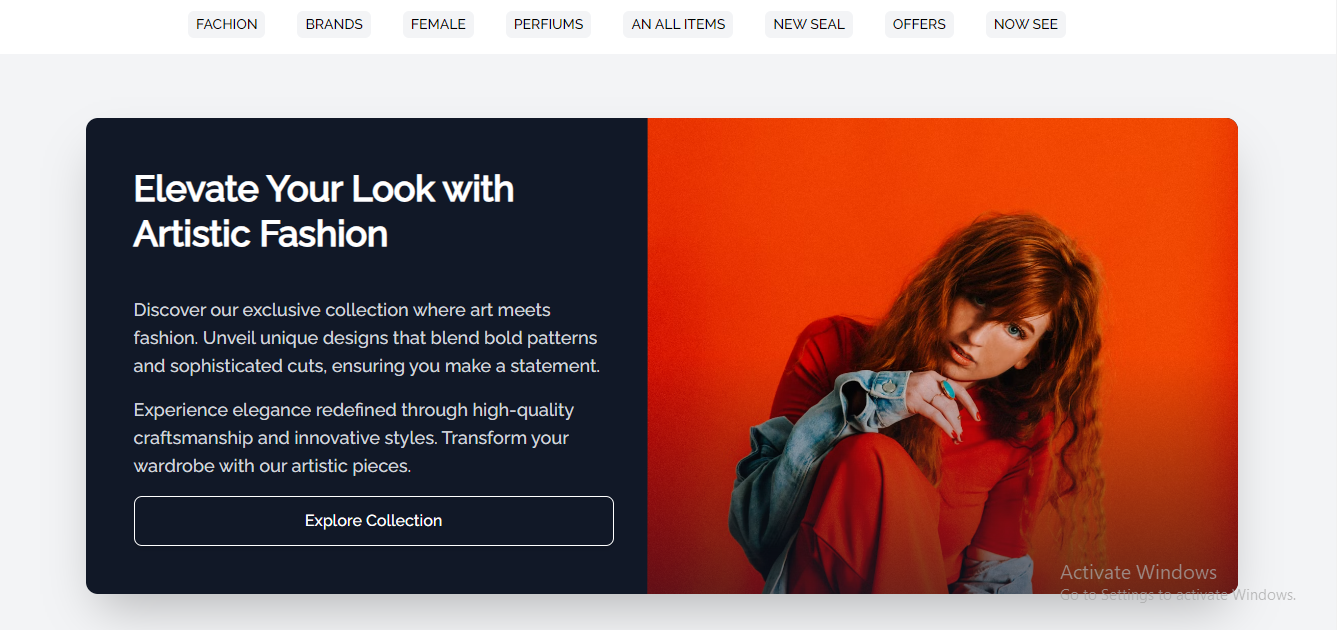 FACHION BRANDS FEMALE PERFIUMS AN ALL ITEMS NEW SEAL OFFERS NOW SEE
Elevate Your Look with
Artistic Fashion
Discover our exclusive collection where art meets
fashion. Unveil unique designs that blend bold patterns
and sophisticated cuts, ensuring you make a statement.
Experience elegance redefined through high-quality
craftsmanship and innovative styles. Transform your
wardrobe with our artistic pieces.
Explore Collection
Activate Windows
Go to Settings to activate Windows.